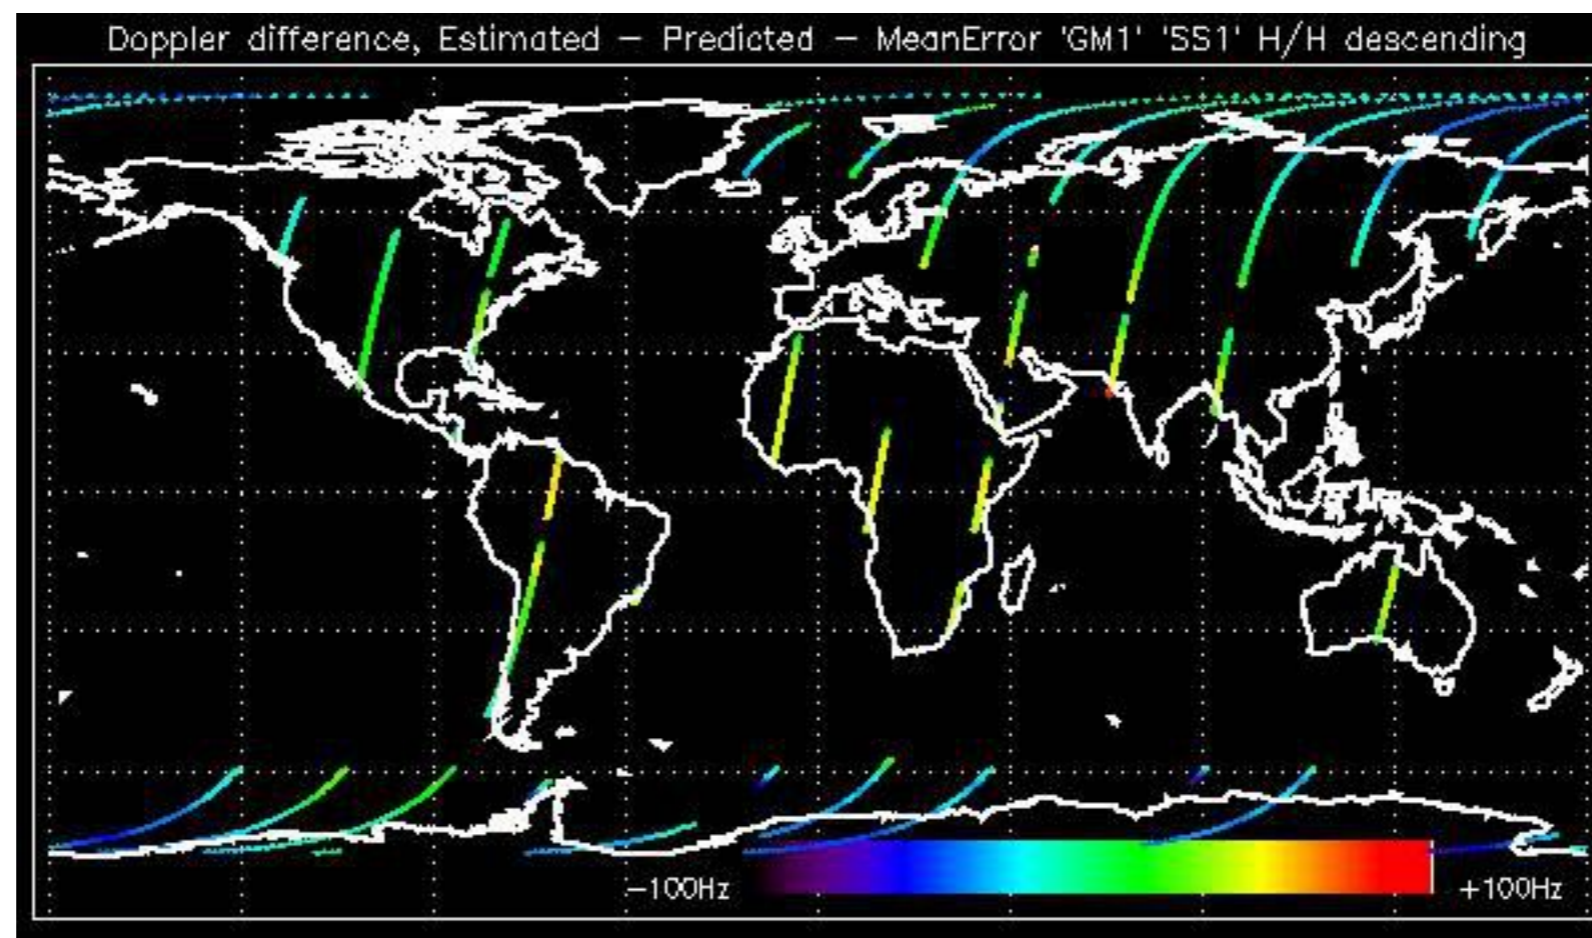 Doppler difference, Estimated – Predicted – MeanError 'GM1' 'SS1' H/H descending
–100Hz +100Hz